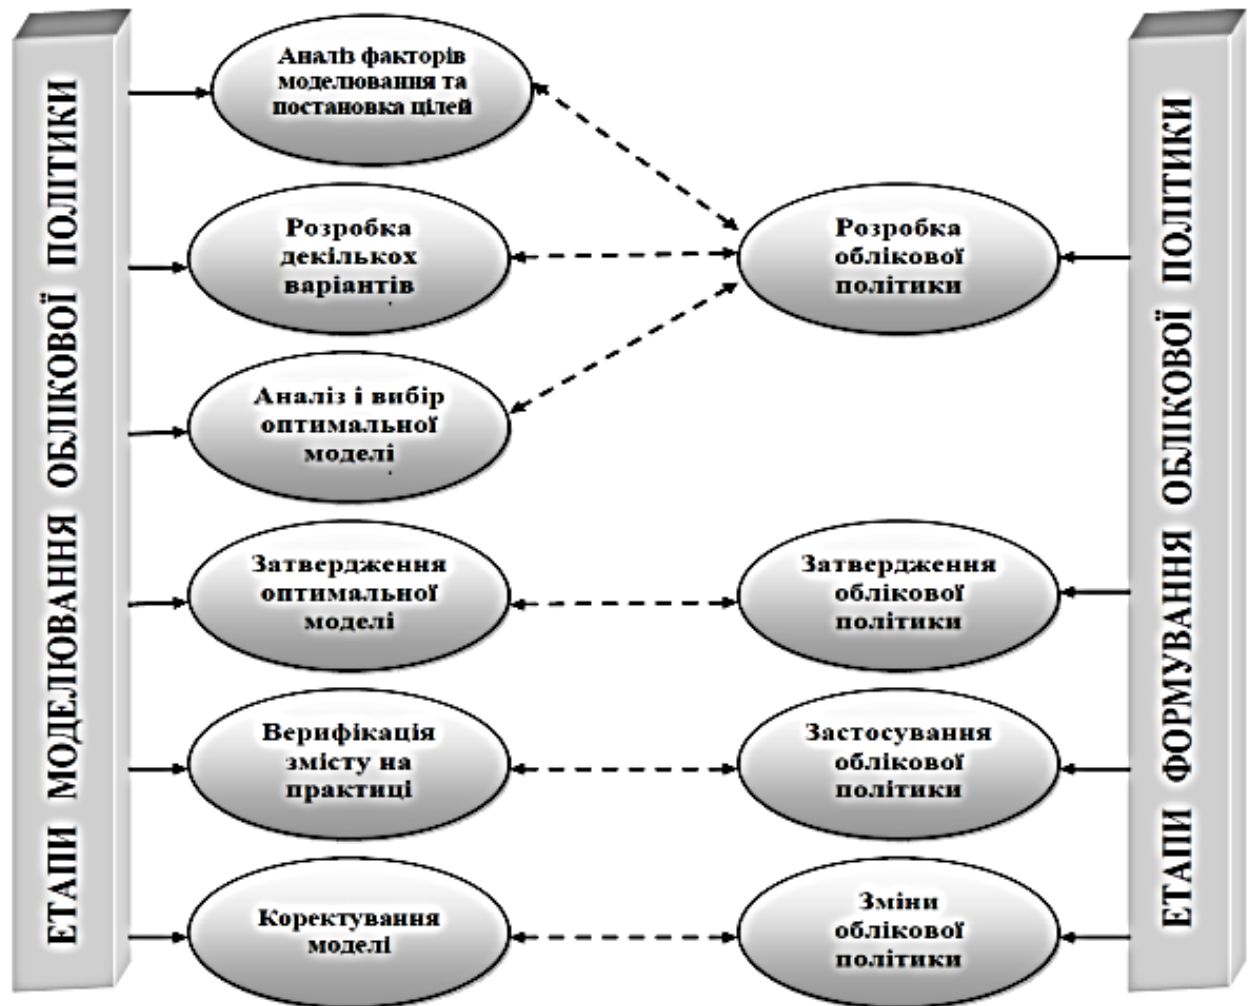 ЕТАПИ МОДЕЛЮВАННЯ ОБЛІКОВОЇ ПОЛІТИКИ
Аналіз факторів
моделювання та
постановка цілей
Розробка
декількох
варіантів
Аналіз і вибір
оптимальної
моделі
Затвердження
оптимальної
моделі
Верифікація
змісту на
практиці
Коректування
моделі
Розробка
облікової
політики
Затвердження
облікової
політики
Застосування
облікової
політики
Зміни
облікової
політики
ЕТАПИ ФОРМУВАННЯ ОБЛІКОВОЇ ПОЛІТИКИ